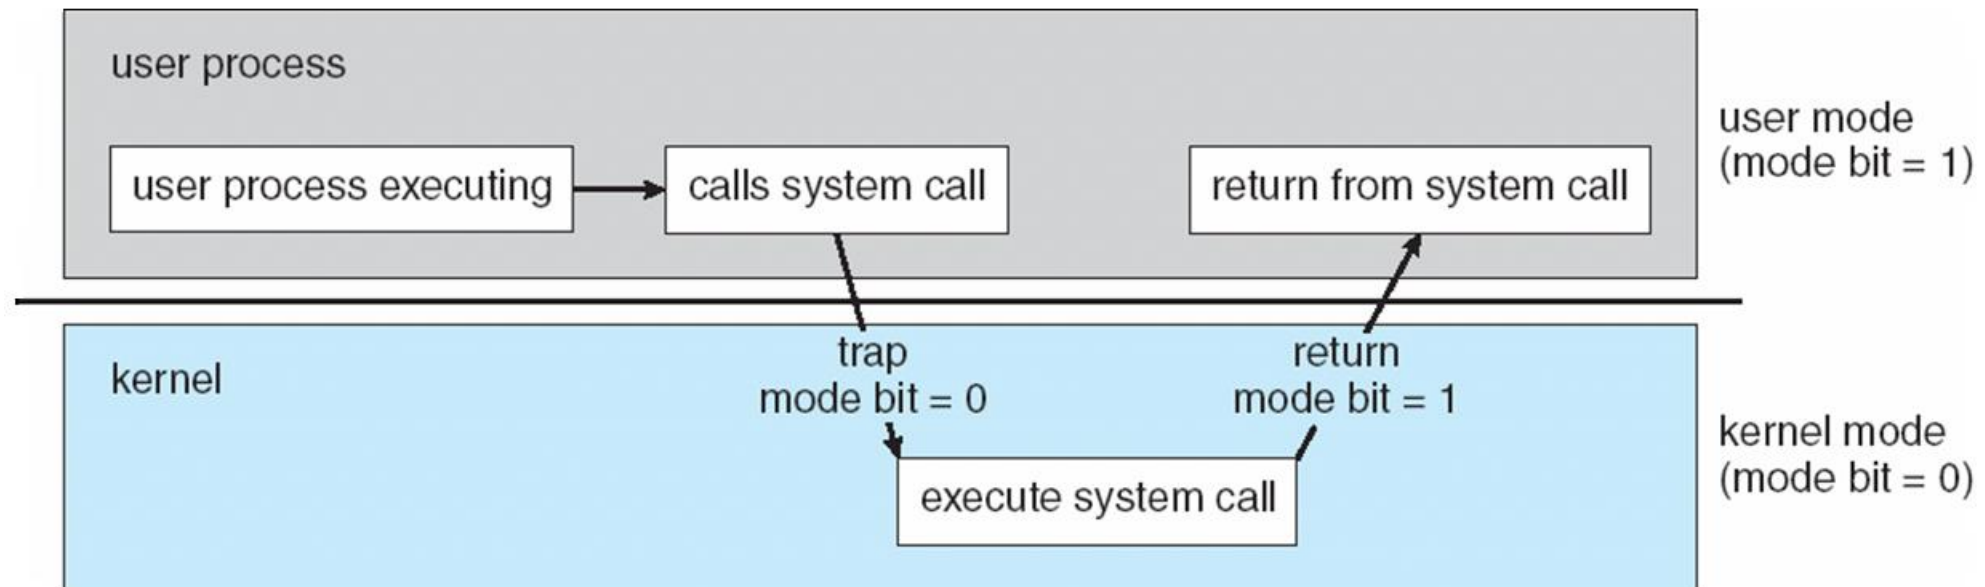 user process
user process executing
calls system call
return from system call
user mode
(mode bit = 1)
kernel
trap
mode bit = 0
return
mode bit = 1
execute system call
kernel mode
(mode bit = 0)